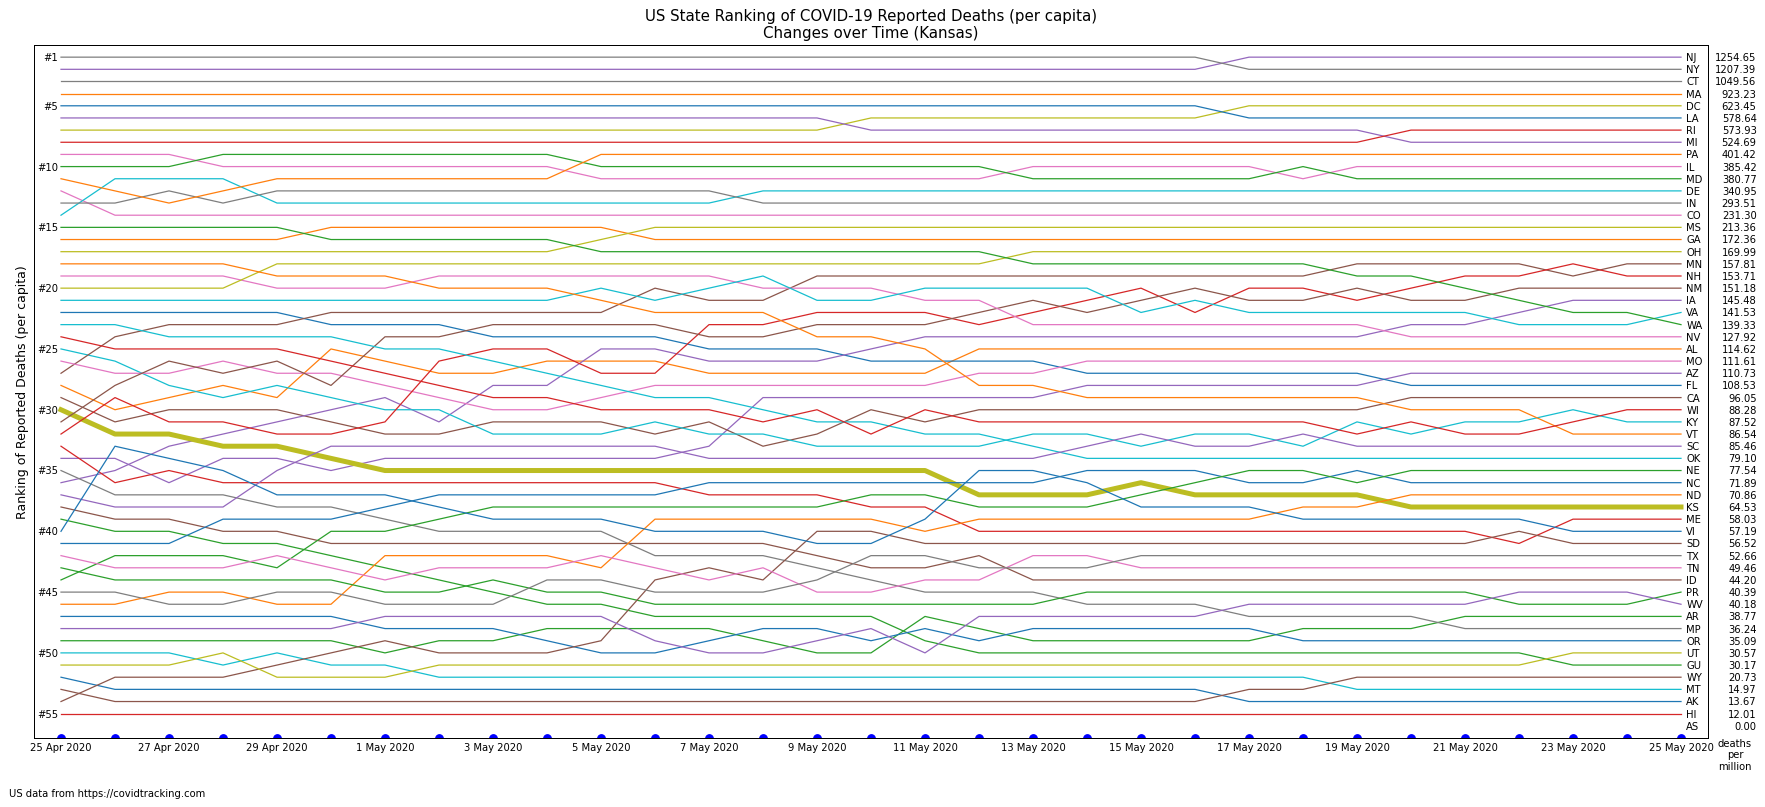 US State Ranking of COVID-19 Reported Deaths (per capita)
Changes over Time (Kansas)
Ranking of Reported Deaths (per capita)
#1
#5
#10
#15
#20
#25
#30
#35
#40
#45
#50
#55
NJ 1254.65
NY 1207.39
CT 1049.56
MA 923.23
DC 623.45
LA 578.64
RI 573.93
MI 524.69
PA 401.42
IL 385.42
MD 380.77
DE 340.95
IN 293.51
CO 231.30
MS 213.36
GA 172.36
OH 169.99
MN 157.81
NH 153.71
NM 151.18
IA 145.48
VA 141.53
WA 139.33
NV 127.92
AL 114.62
MO 111.61
AZ 110.73
FL 108.53
CA 96.05
WI 88.28
KY 87.52
VT 86.54
SC 85.46
OK 79.10
NE 77.54
NC 71.89
ND 70.86
KS 64.53
ME 58.03
VI 57.19
SD 56.52
TX 52.66
TN 49.46
ID 44.20
PR 40.39
WV 40.18
AR 38.77
MP 36.24
OR 35.09
UT 30.57
GU 30.17
WY 20.73
MT 14.97
AK 13.67
HI 12.01
AS 0.00
25 Apr 2020 27 Apr 2020 29 Apr 2020 1 May 2020 3 May 2020 5 May 2020 7 May 2020 9 May 2020 11 May 2020 13 May 2020 15 May 2020 17 May 2020 19 May 2020 21 May 2020 23 May 2020 25 May 2020
deaths
per
million
US data from https://covidtracking.com